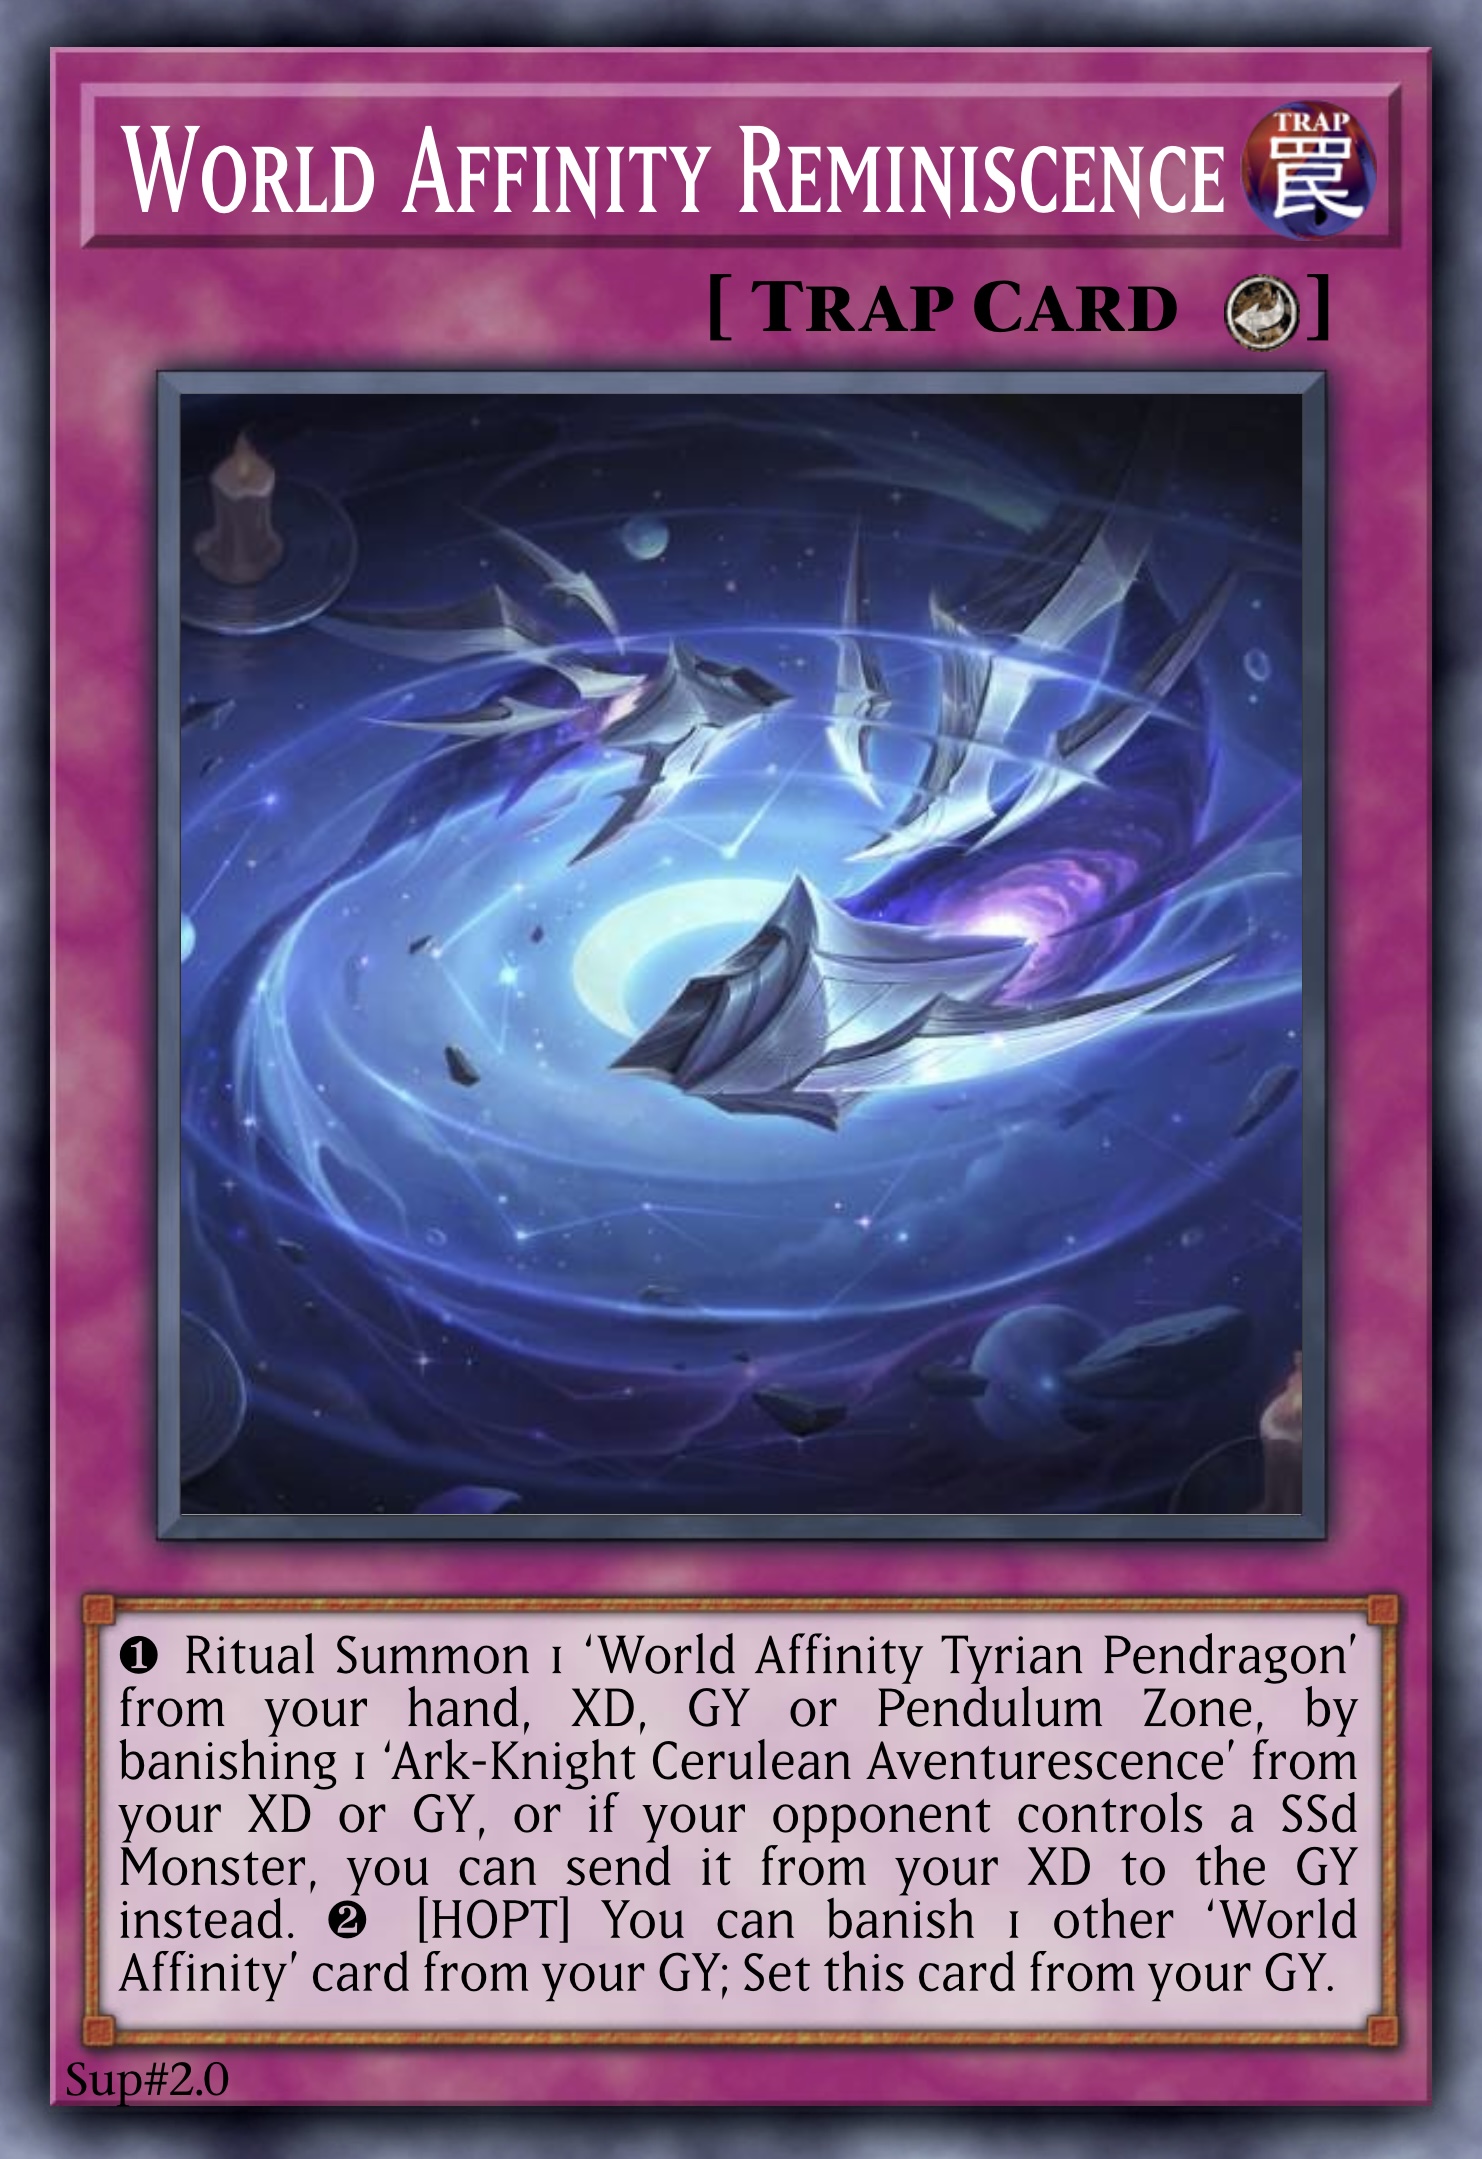 World Affinity Reminiscence
TRAP
罠
[ Trap Card ]
❶ Ritual Summon 1 ‘World Affinity Tyrian Pendragon’
from your hand, XD, GY or Pendulum Zone, by
banishing 1 ‘Ark-Knight Cerulean Aventurescence’ from
your XD or GY, or if your opponent controls a SSd
Monster, you can send it from your XD to the GY
instead. ❷ [HOPT] You can banish 1 other ‘World
Affinity’ card from your GY; Set this card from your GY.
Sup#2.0